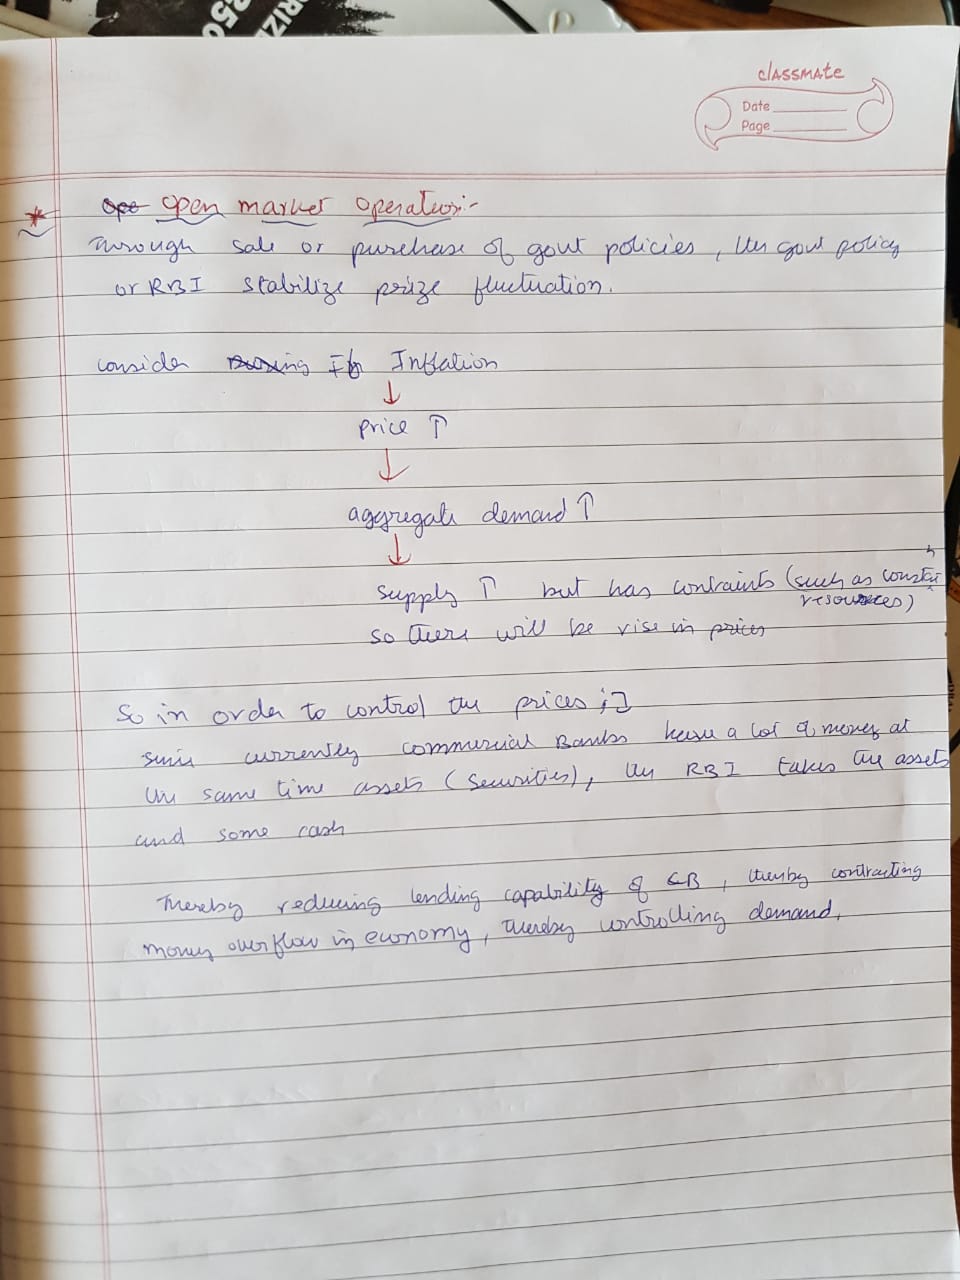 RIZE
250
classmate
Date
Page
* Ope Open market Operation:-
Through sale or purchase of govt policies, the govt policy
or RBI stabilize prize fluctuation.
consider Inflation
↓
price ↑
↓
aggregate demand ↑
↓
supply ↑ but has contraints (such as
resources)
so there will be rise in prices
So in order to control the prices ;]
currently commercial Banks have a lot of money at
the same time assets (securities), the RBI takes the assets
and some cash
Thereby reducing lending capability of CB, thereby contracting
money overflow in economy, thereby controlling demand.